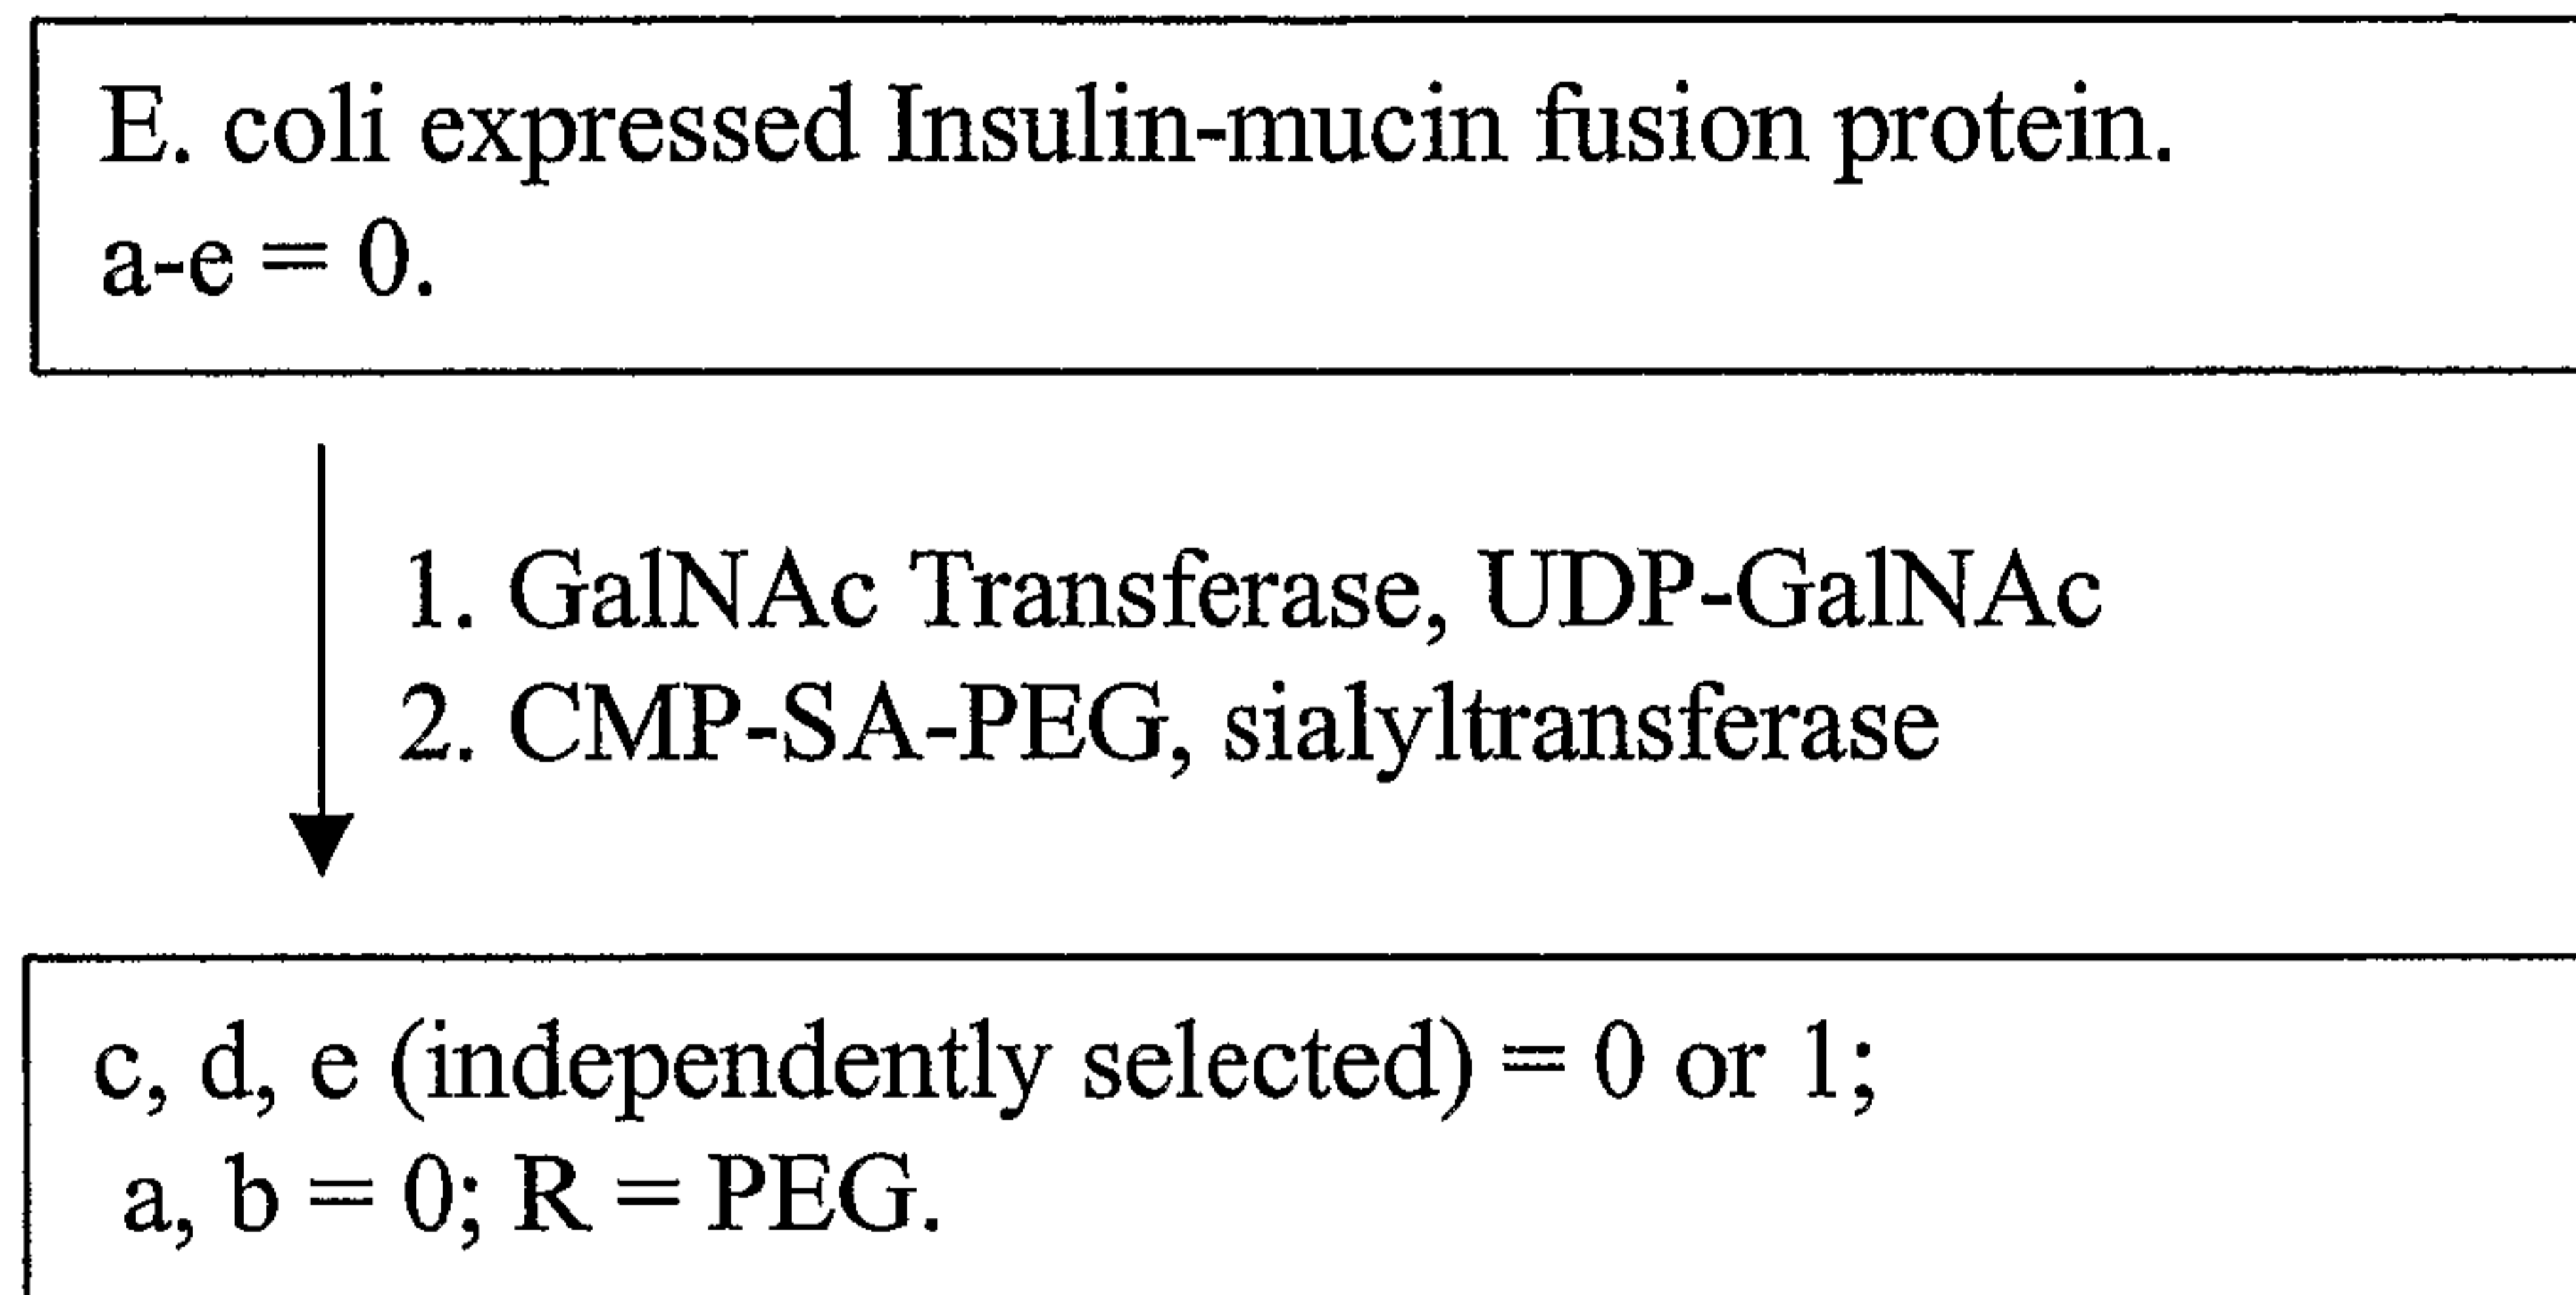 E. coli expressed Insulin-mucin fusion protein.
a-e = 0.
1. GalNAc Transferase, UDP-GalNAc
2. CMP-SA-PEG, sialyltransferase
c, d, e (independently selected) = 0 or 1;
a, b = 0; R = PEG.